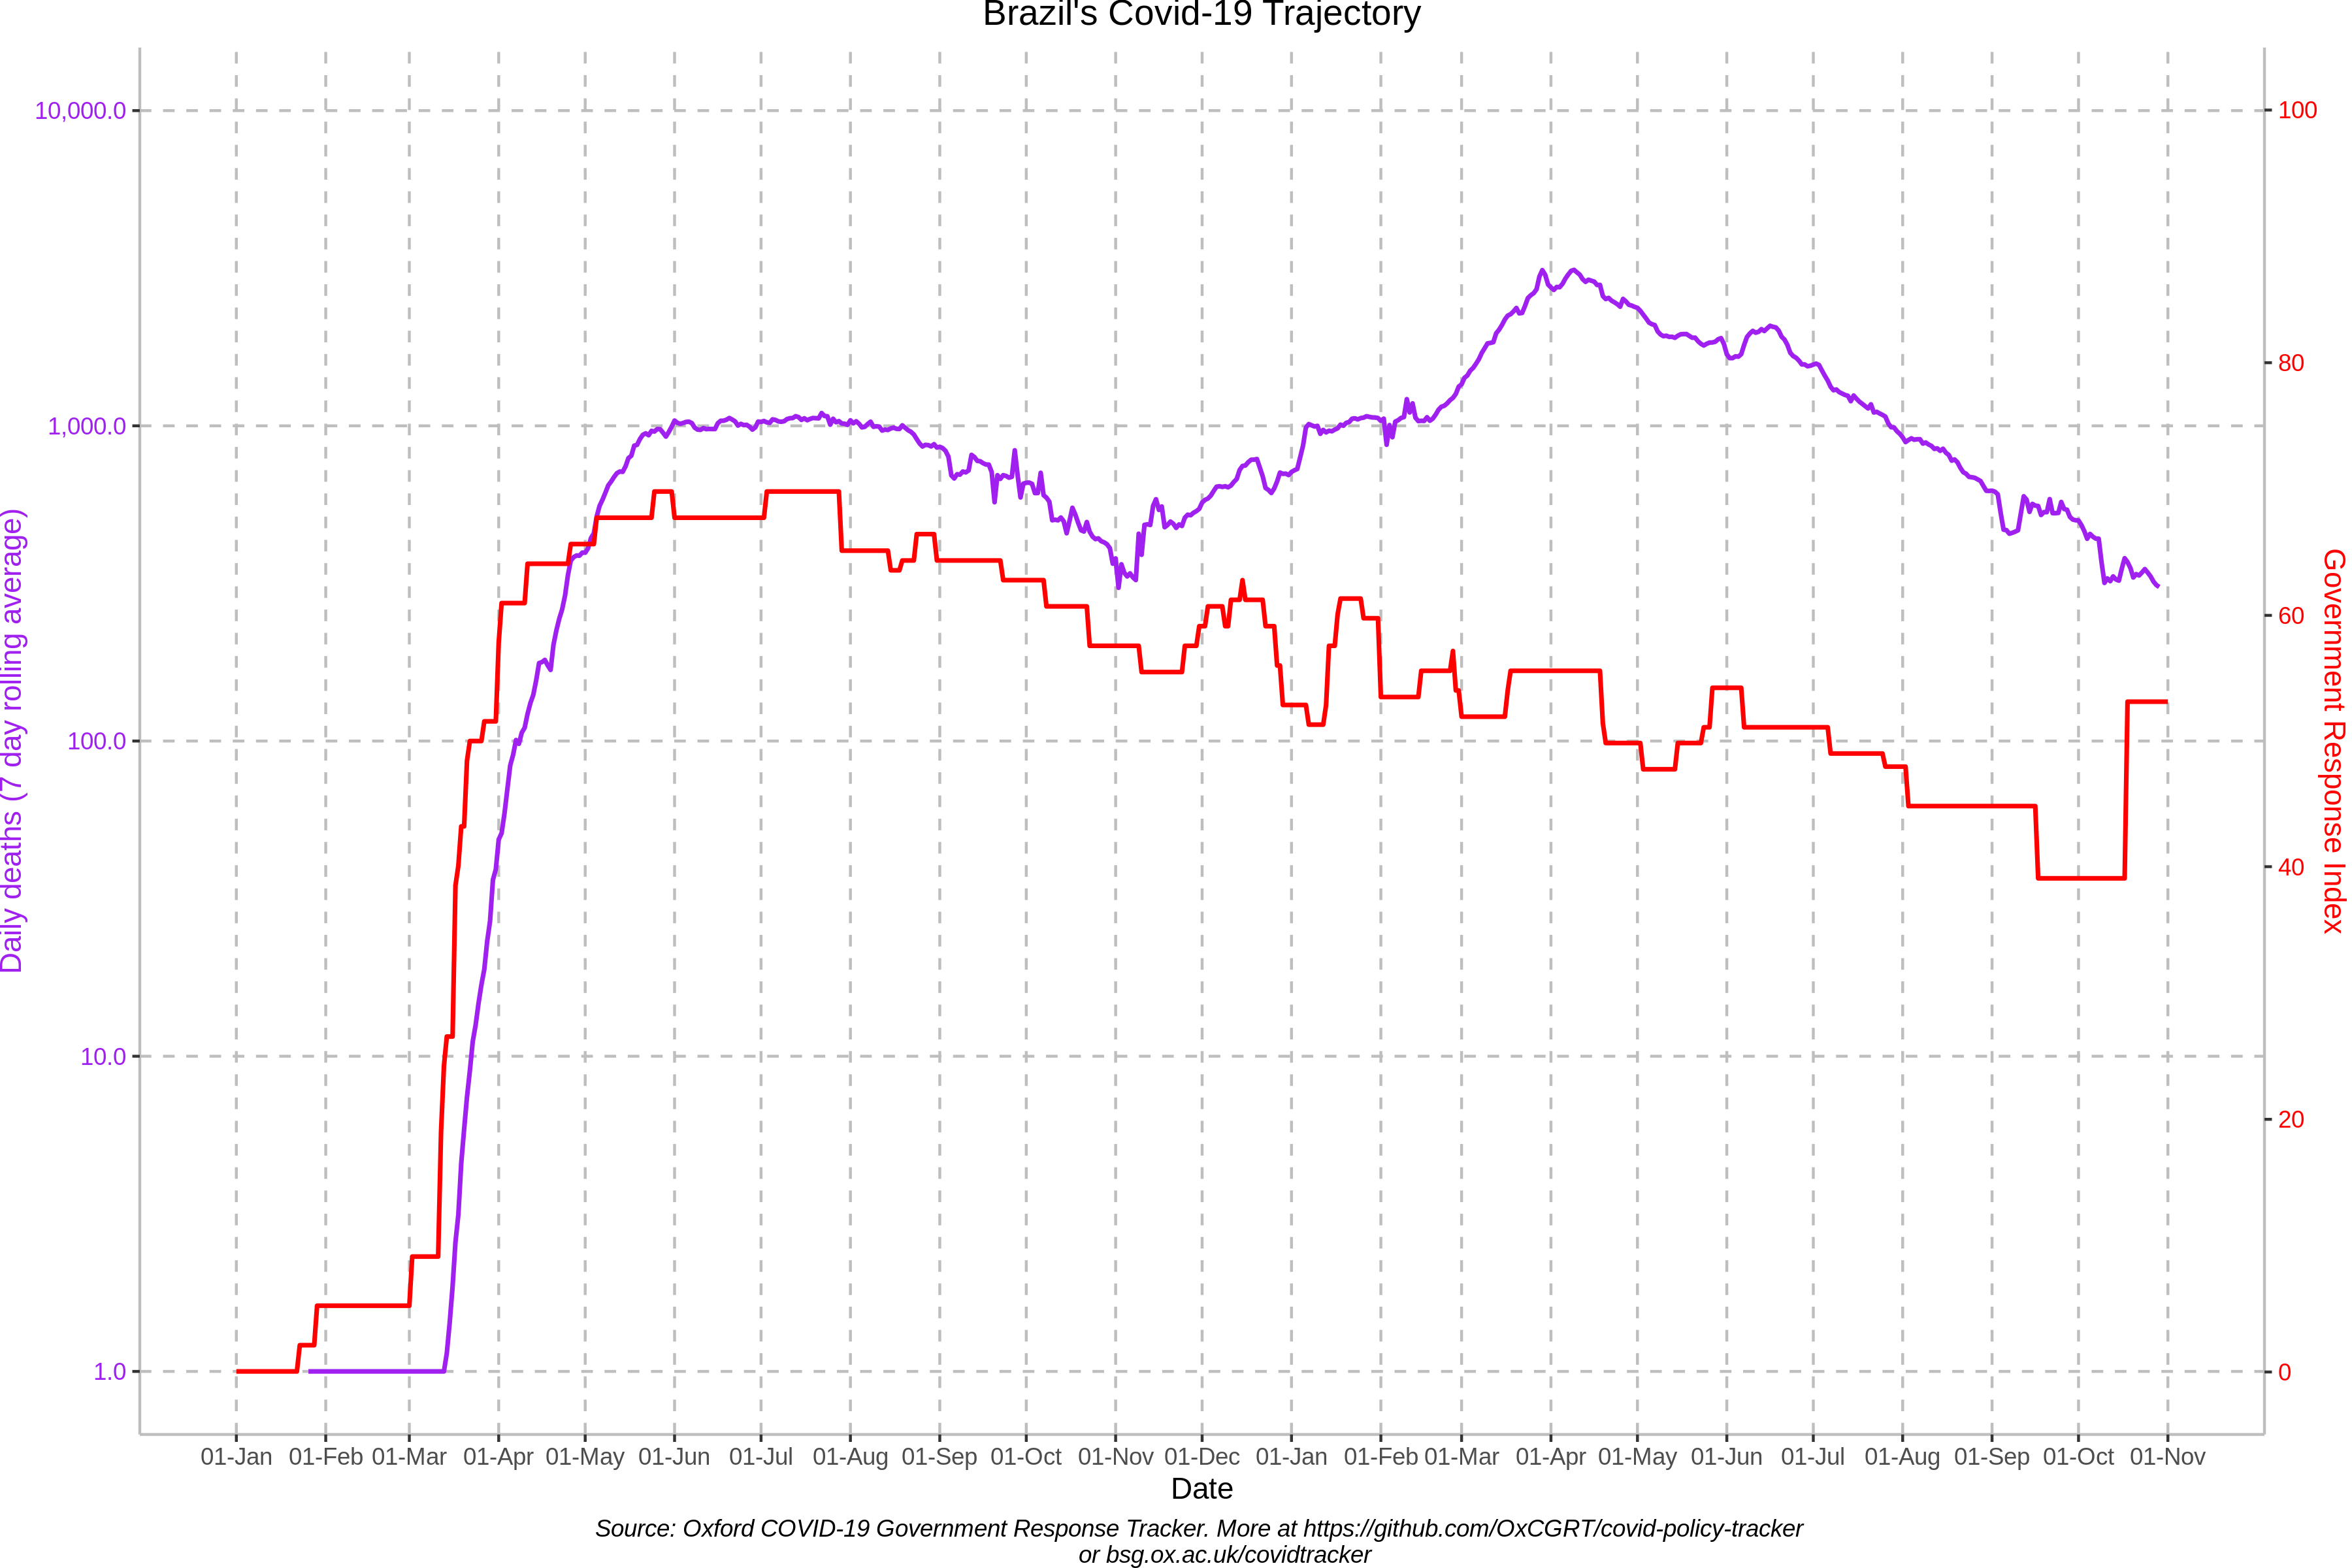 Brazil's Covid-19 Trajectory
10,000.0
1,000.0
100.0
10.0
1.0
Daily deaths (7 day rolling average)
100
80
60
40
20
0
Government Response Index
01-Jan 01-Feb 01-Mar 01-Apr 01-May 01-Jun 01-Jul 01-Aug 01-Sep 01-Oct 01-Nov 01-Dec 01-Jan 01-Feb 01-Mar 01-Apr 01-May 01-Jun 01-Jul 01-Aug 01-Sep 01-Oct 01-Nov
Date
Source: Oxford COVID-19 Government Response Tracker. More at https://github.com/OxCGRT/covid-policy-tracker
or bsg.ox.ac.uk/covidtracker